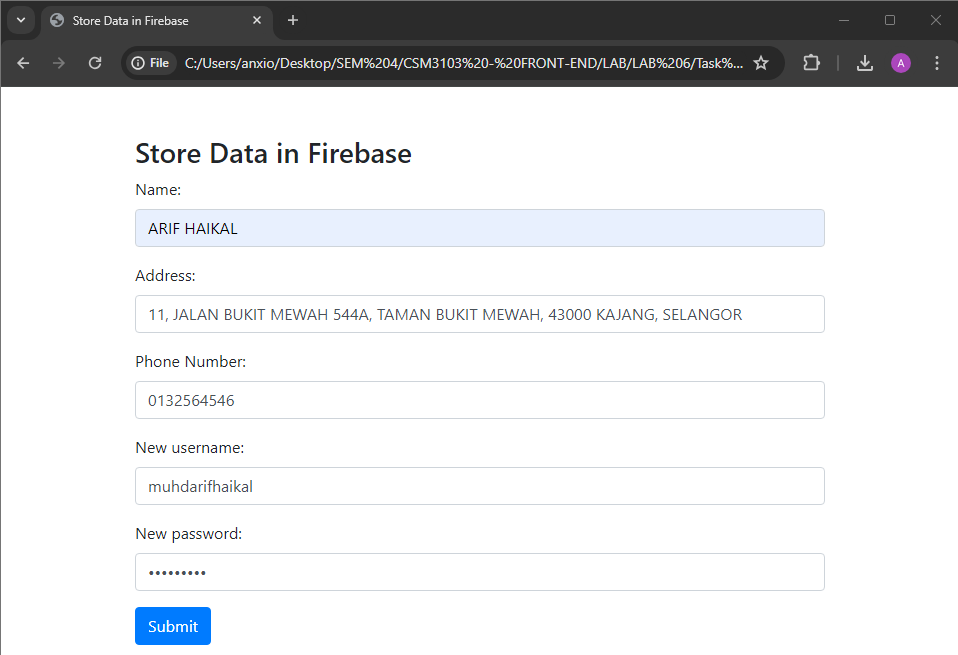 Store Data in Firebase
File C:/Users/anxio/Desktop/SEM%204/CSM3103%20-%20FRONT-END/LAB/LAB%206/Task%... A
Store Data in Firebase
Name:
ARIF HAIKAL
Address:
11, JALAN BUKIT MEWAH 544A, TAMAN BUKIT MEWAH, 43000 KAJANG, SELANGOR
Phone Number:
0132564546
New username:
muhdarifhaikal
New password:
•••••••••
Submit